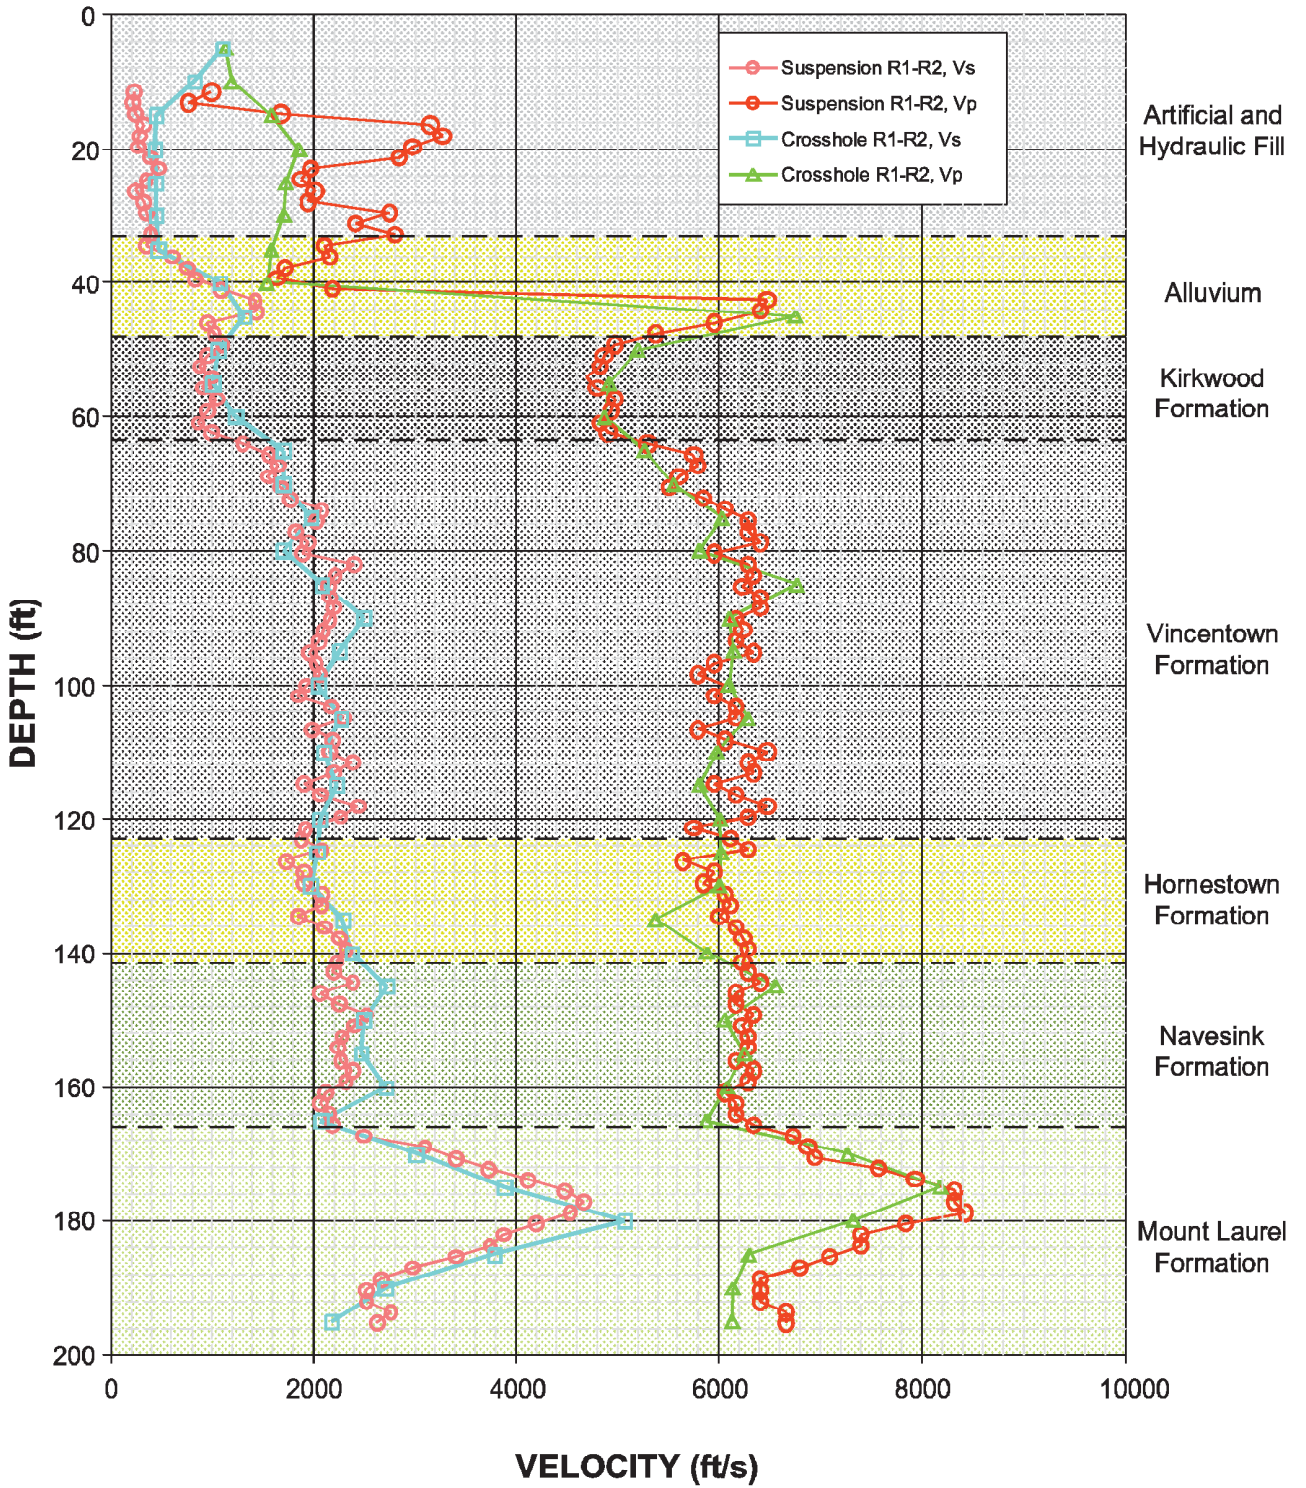 0
20
40
60
80
100
120
140
160
180
200
DEPTH (ft)
0
2000
4000
6000
8000
10000
VELOCITY (ft/s)
Suspension R1-R2, Vs
Suspension R1-R2, Vp
Crosshole R1-R2, Vs
Crosshole R1-R2, Vp
Artificial and
Hydraulic Fill
Alluvium
Kirkwood
Formation
Vincentown
Formation
Hornestown
Formation
Navesink
Formation
Mount Laurel
Formation